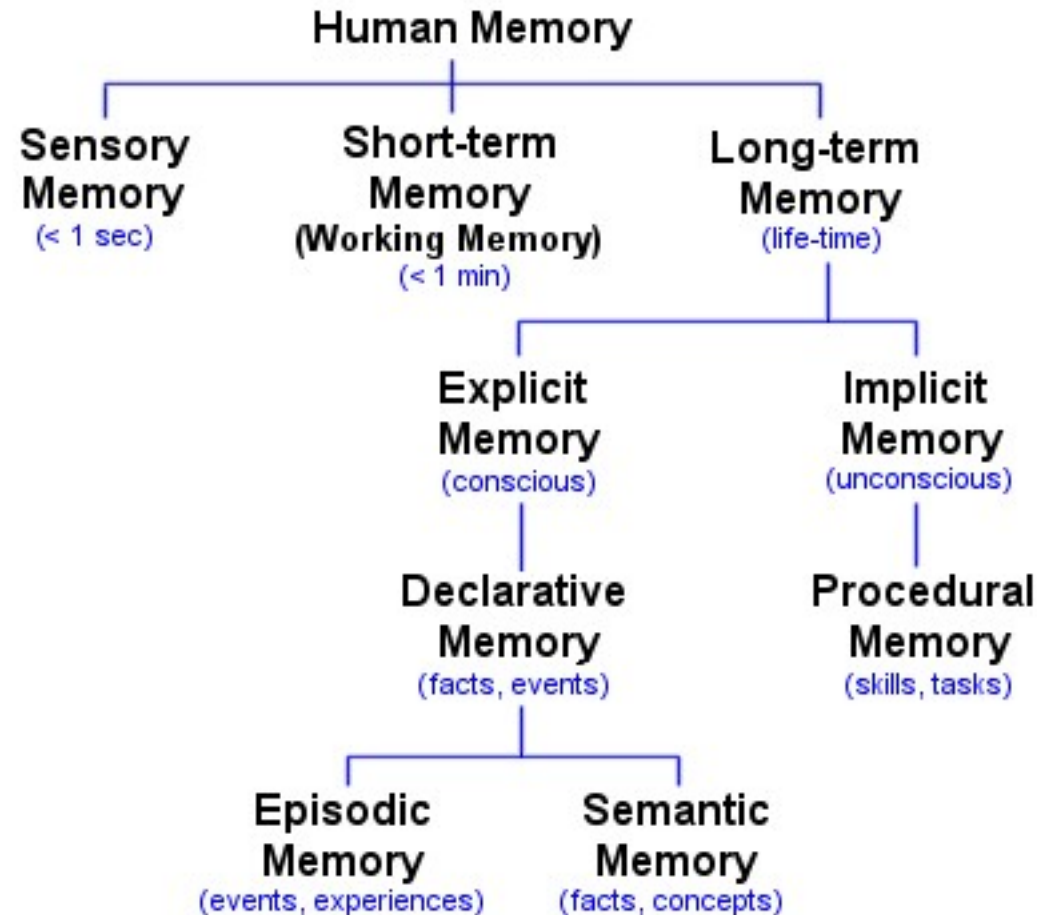 Human Memory
Sensory
Memory
(< 1 sec)
Short-term
Memory
(Working Memory)
(< 1 min)
Long-term
Memory
(life-time)
Explicit
Memory
(conscious)
Implicit
Memory
(unconscious)
Declarative
Memory
(facts, events)
Procedural
Memory
(skills, tasks)
Episodic
Memory
(events, experiences)
Semantic
Memory
(facts, concepts)